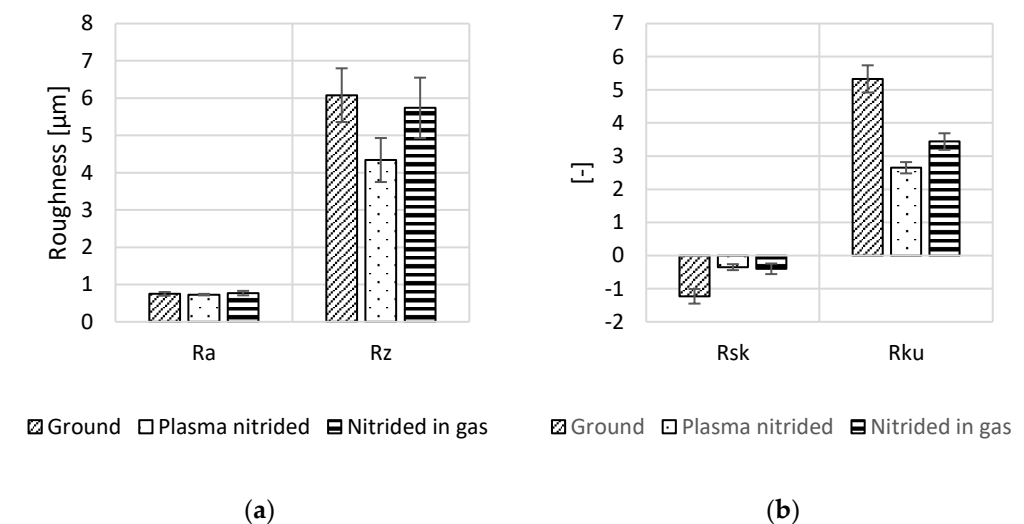 Roughness [µm]
8
7
6
5
4
3
2
1
0
Ra Rz
Ground Plasma nitrided Nitrided in gas
(a)
[-]
7
6
5
4
3
2
1
0
-1
-2
Rsk Rku
Ground Plasma nitrided Nitrided in gas
(b)